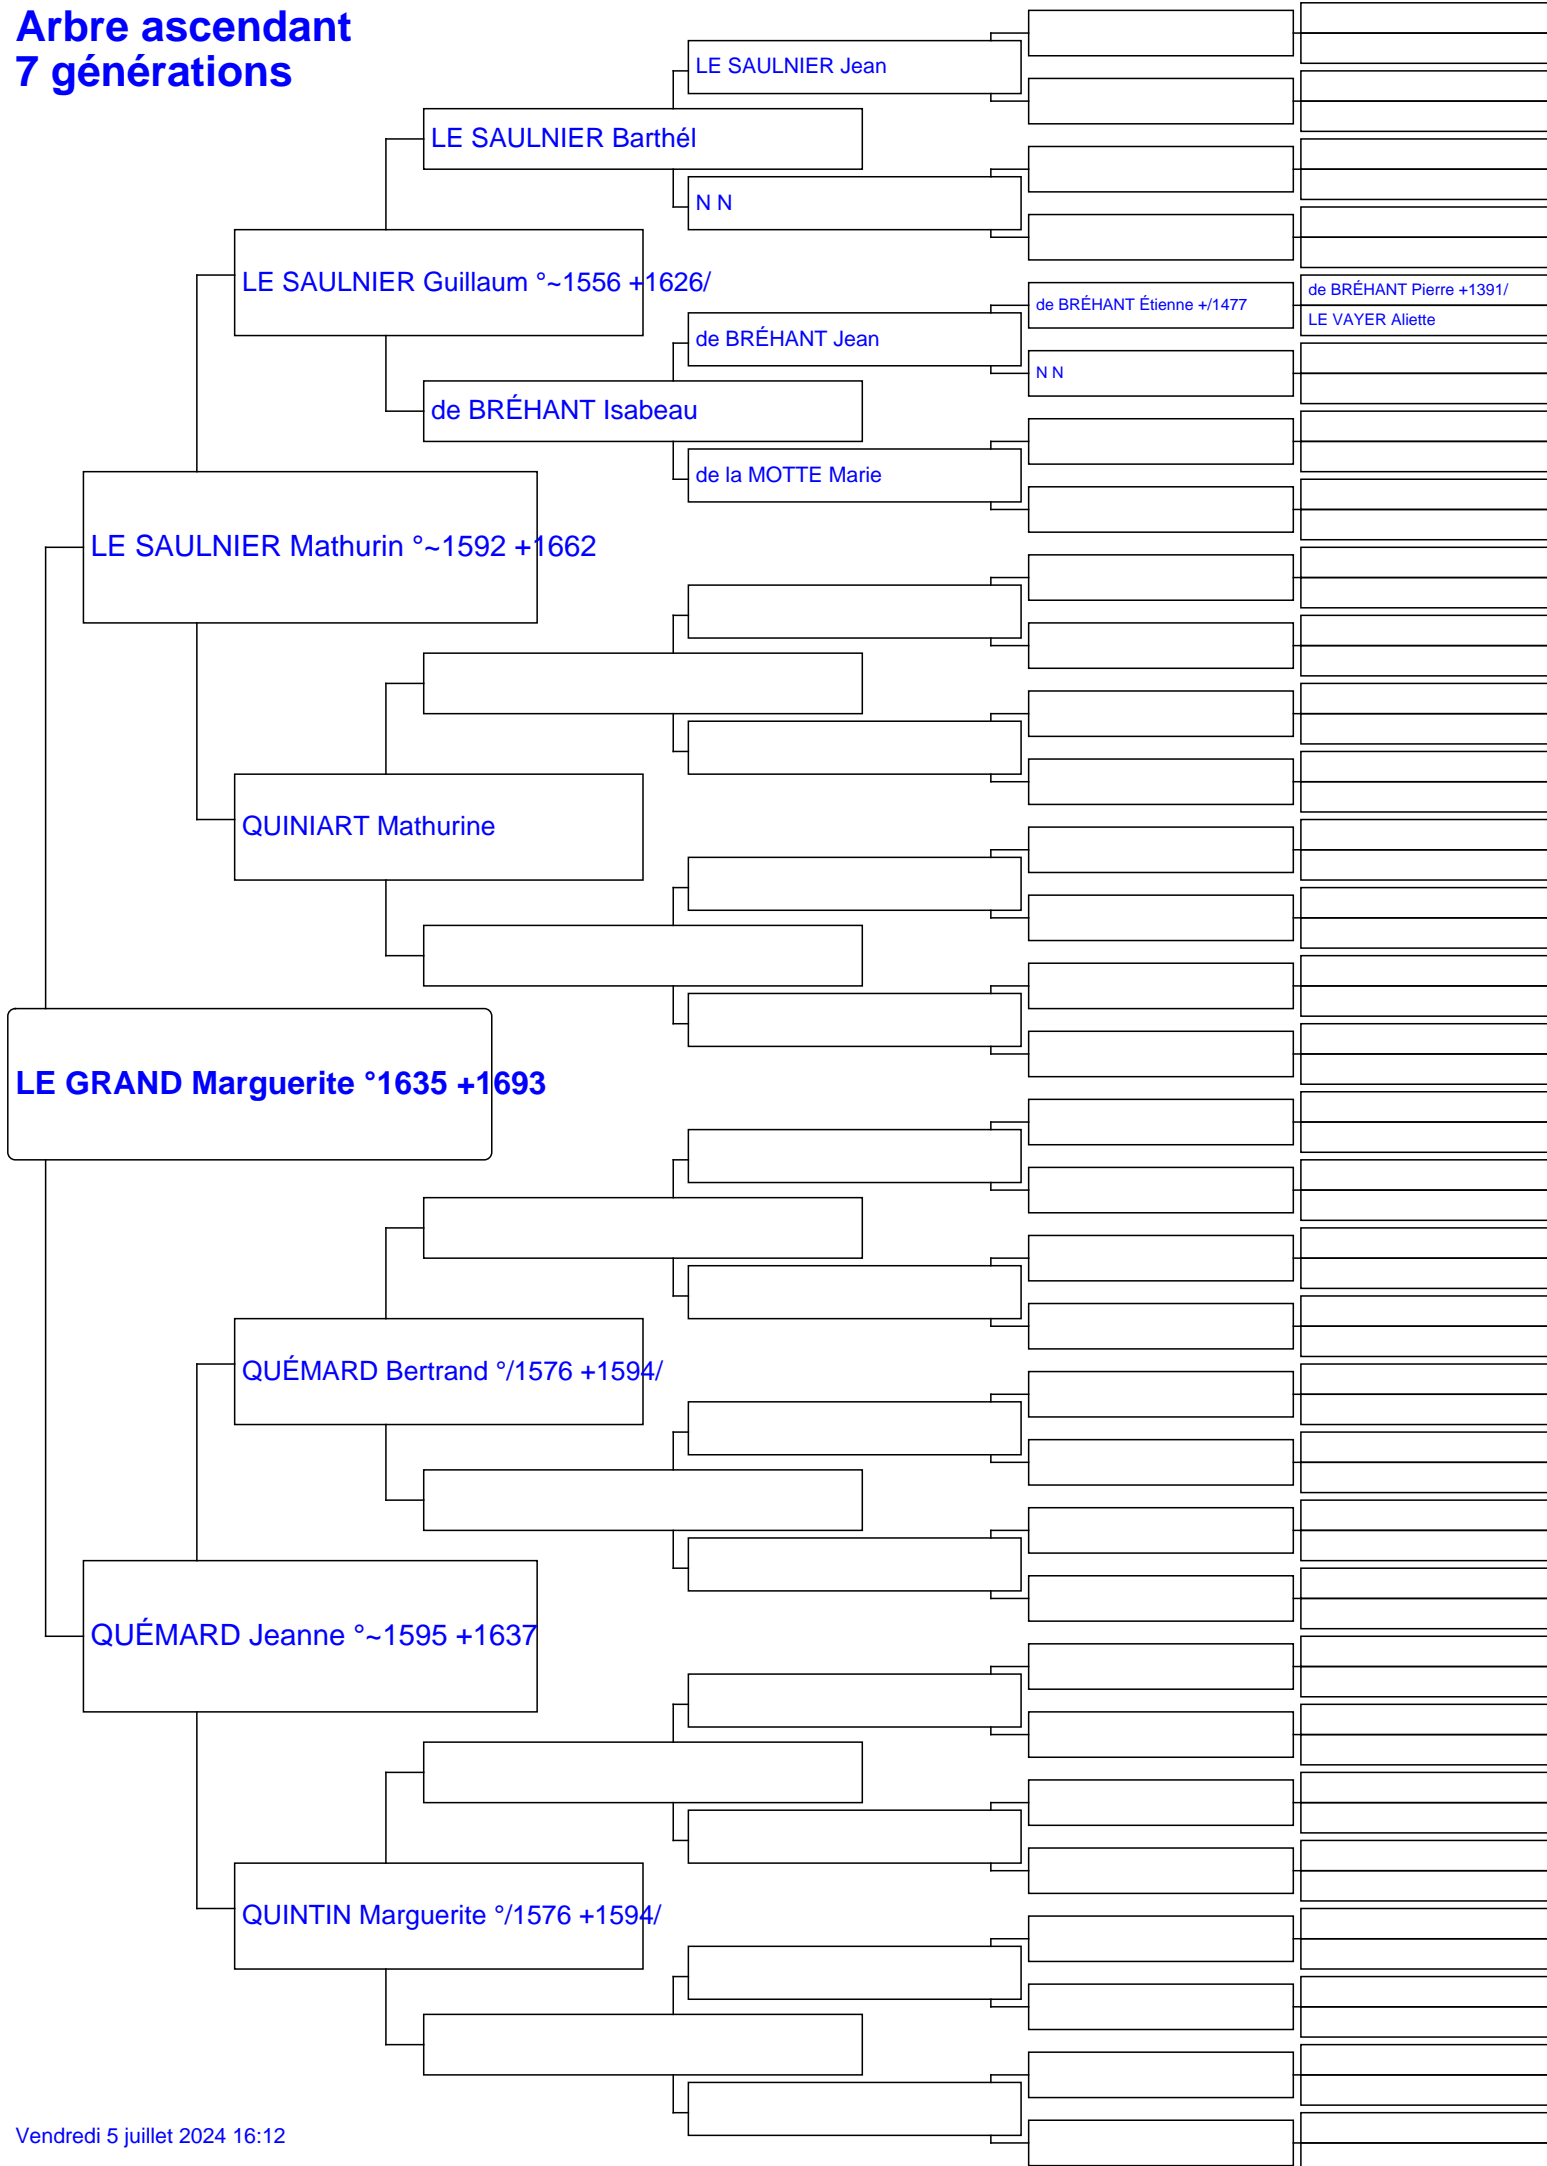 Arbre ascendant
7 générations
LE SAULNIER Jean
LE SAULNIER Barthél
N N
LE SAULNIER Guillaum °~1556 +1626/
de BRÉHANT Pierre +1391/
de BRÉHANT Étienne +/1477
LE VAYER Aliette
de BRÉHANT Jean
N N
de BRÉHANT Isabeau
de la MOTTE Marie
LE SAULNIER Mathurin °~1592 +1662
QUINIART Mathurine
LE GRAND Marguerite °1635 +1693
QUÉMARD Bertrand °/1576 +1594/
QUÉMARD Jeanne °~1595 +1637
QUINTIN Marguerite °/1576 +1594/
Vendredi 5 juillet 2024 16:12